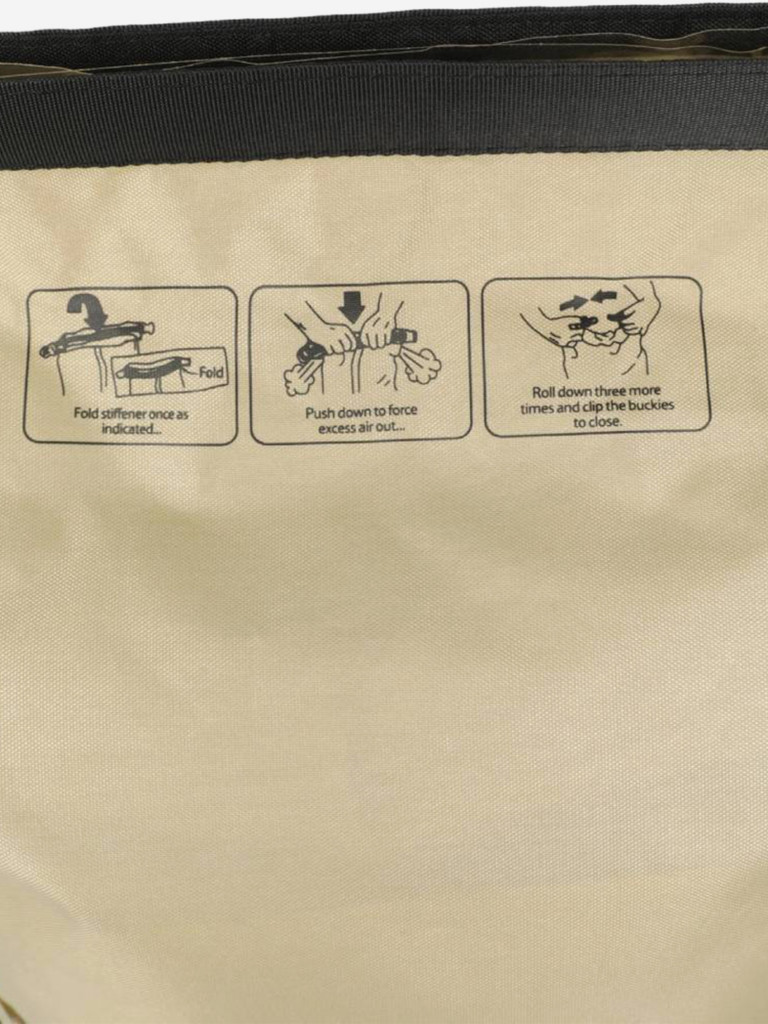 Fold
Fold stiffener once as
indicated...
Push down to force
excess air out...
Roll down three more
times and clip the buckies
to close.